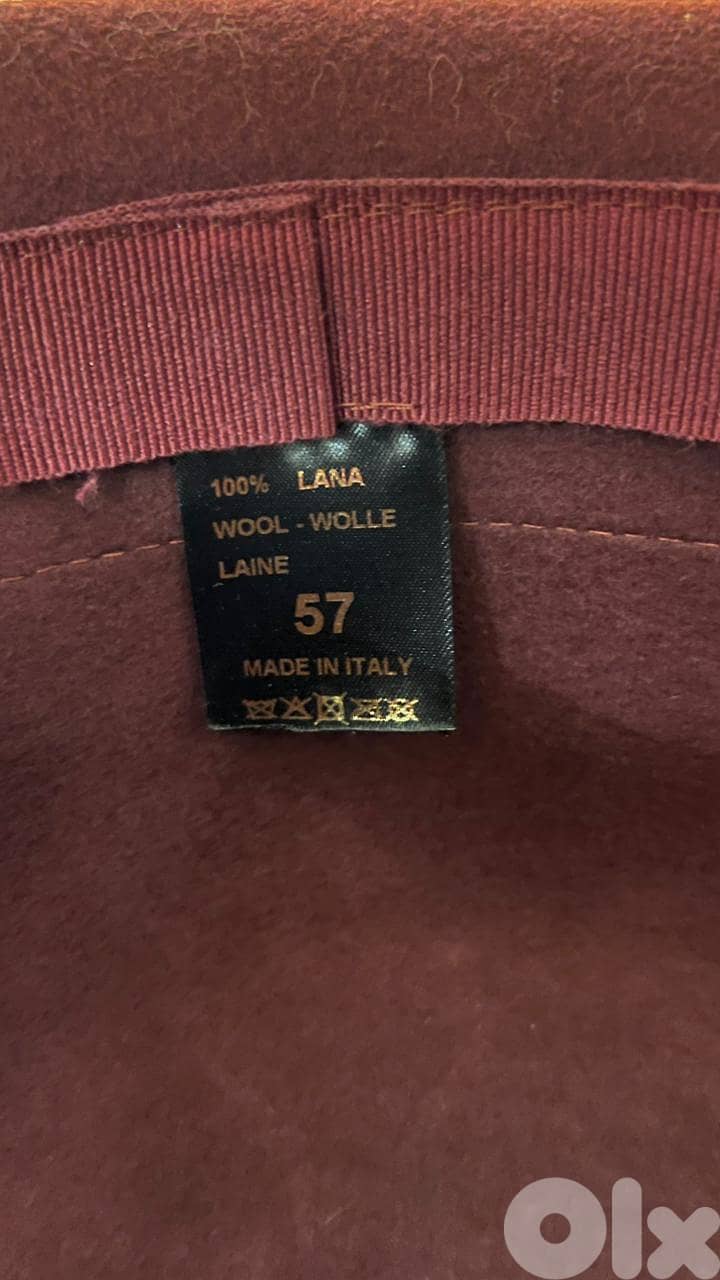 100% LANA
WOOL - WOLLE
LAINE
57
MADE IN ITALY
Olx